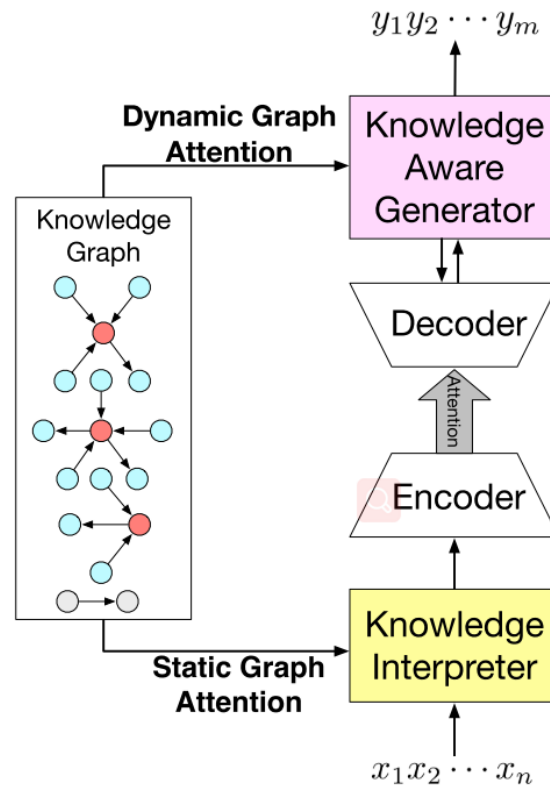 y₁y₂ ⋯ yₘ
Dynamic Graph
Attention
Knowledge
Aware
Generator
Knowledge
Graph
Decoder
Attention
Encoder
Knowledge
Interpreter
Static Graph
Attention
x₁x₂ ⋯ xₙ